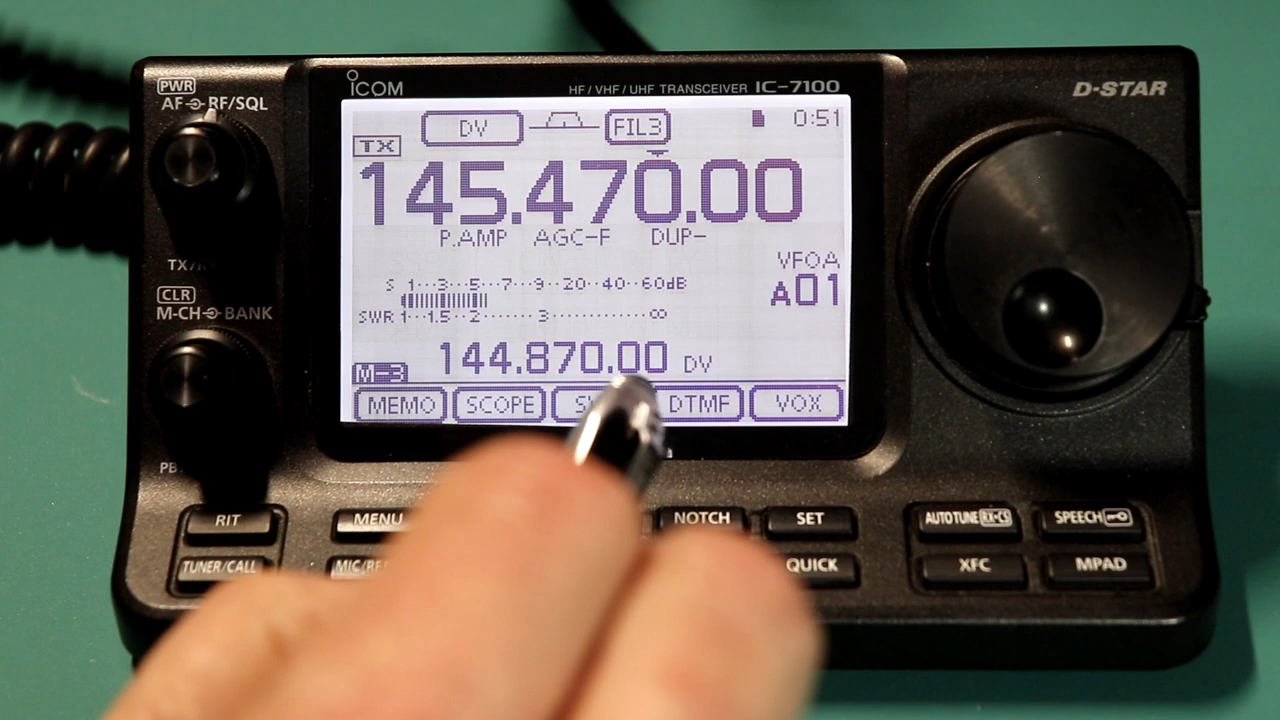 PWR
AF RF/SQL
ICOM
HF/VHF/UHF TRANSCEIVER IC-7100
D-STAR
DV FIL3 0:51
TX
145.470.00
P.AMP AGC-F DUP-
VFOA
A01
S 1···3···5···7···9··20··40··60dB
SWR 1···1.5··2·······3·············∞
144.870.00 DV
M-3
MEMO SCOPE DTMF VOX
CLR
M-CH BANK
RIT MENU NOTCH SET AUTOTUNE RX→CS SPEECH
TUNER/CALL QUICK XFC MPAD